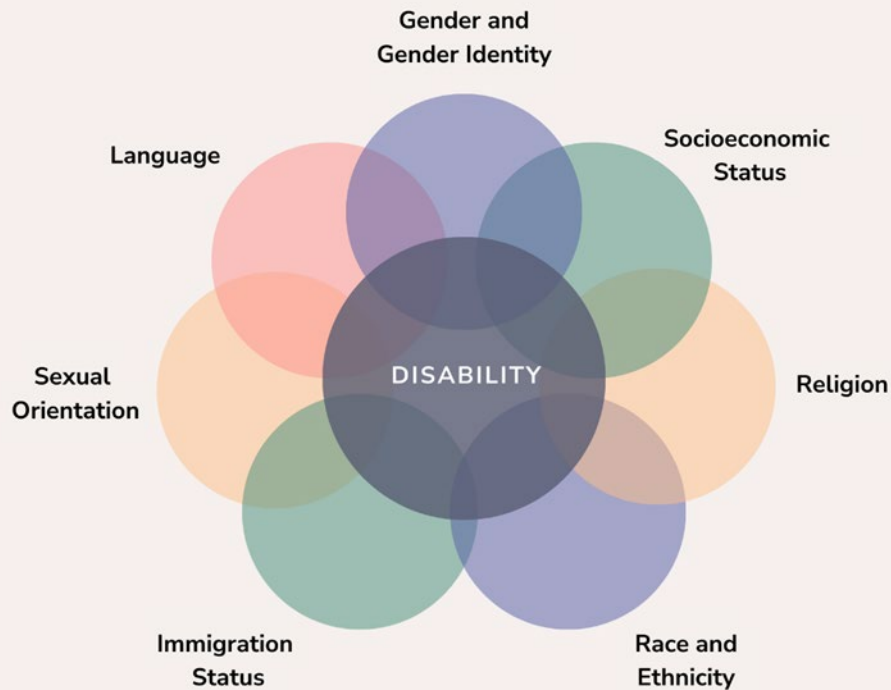 Gender and
Gender Identity
Language
Socioeconomic
Status
DISABILITY
Sexual
Orientation
Religion
Immigration
Status
Race and
Ethnicity